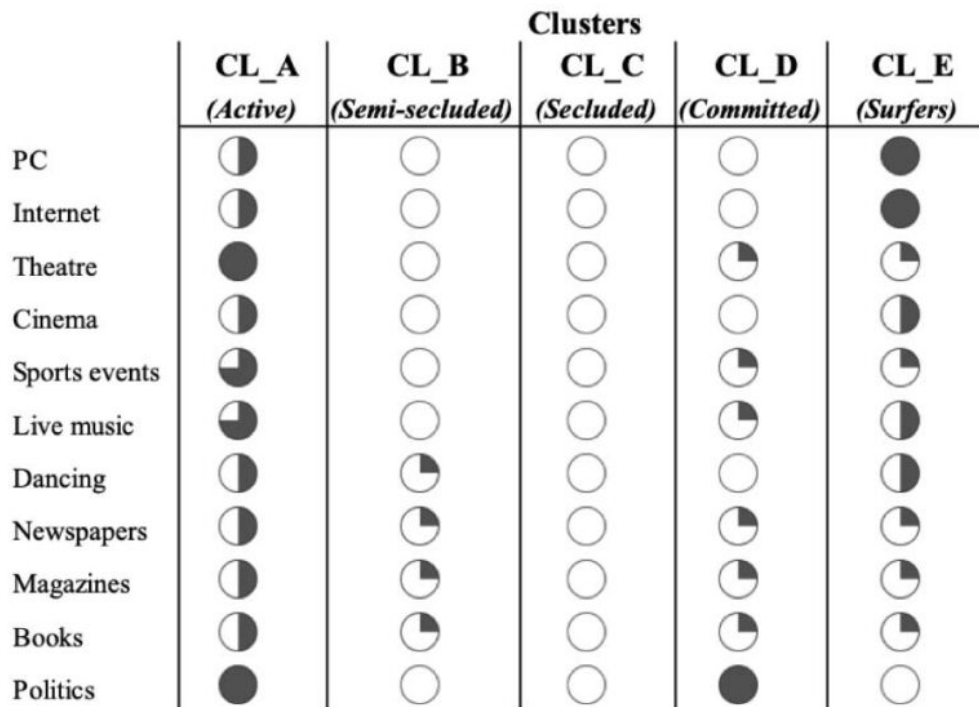 Clusters
CL_A CL_B CL_C CL_D CL_E
(Active) (Semi-secluded) (Secluded) (Committed) (Surfers)
PC
Internet
Theatre
Cinema
Sports events
Live music
Dancing
Newspapers
Magazines
Books
Politics